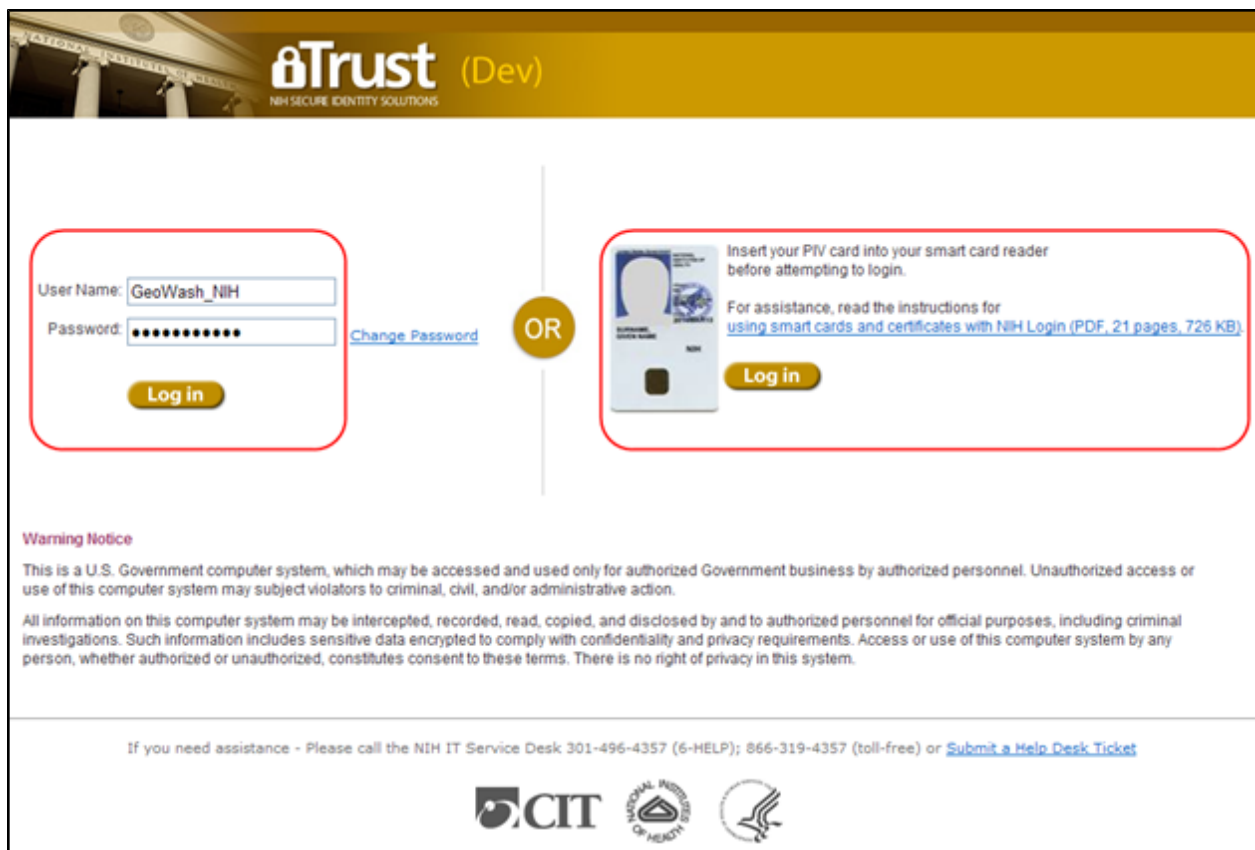 NATIONAL INSTITUTES OF HEALTH
iTrust (Dev)
NIH SECURE IDENTITY SOLUTIONS
User Name: GeoWash_NIH
Password: ●●●●●●●●●●●
Change Password
Log in
OR
Insert your PIV card into your smart card reader
before attempting to login.
For assistance, read the instructions for
using smart cards and certificates with NIH Login (PDF, 21 pages, 726 KB).
SURNAME,
GIVEN NAME
NIH
Log in
Warning Notice
This is a U.S. Government computer system, which may be accessed and used only for authorized Government business by authorized personnel. Unauthorized access or
use of this computer system may subject violators to criminal, civil, and/or administrative action.
All information on this computer system may be intercepted, recorded, read, copied, and disclosed by and to authorized personnel for official purposes, including criminal
investigations. Such information includes sensitive data encrypted to comply with confidentiality and privacy requirements. Access or use of this computer system by any
person, whether authorized or unauthorized, constitutes consent to these terms. There is no right of privacy in this system.
If you need assistance - Please call the NIH IT Service Desk 301-496-4357 (6-HELP); 866-319-4357 (toll-free) or Submit a Help Desk Ticket
CIT
NATIONAL INSTITUTES OF HEALTH